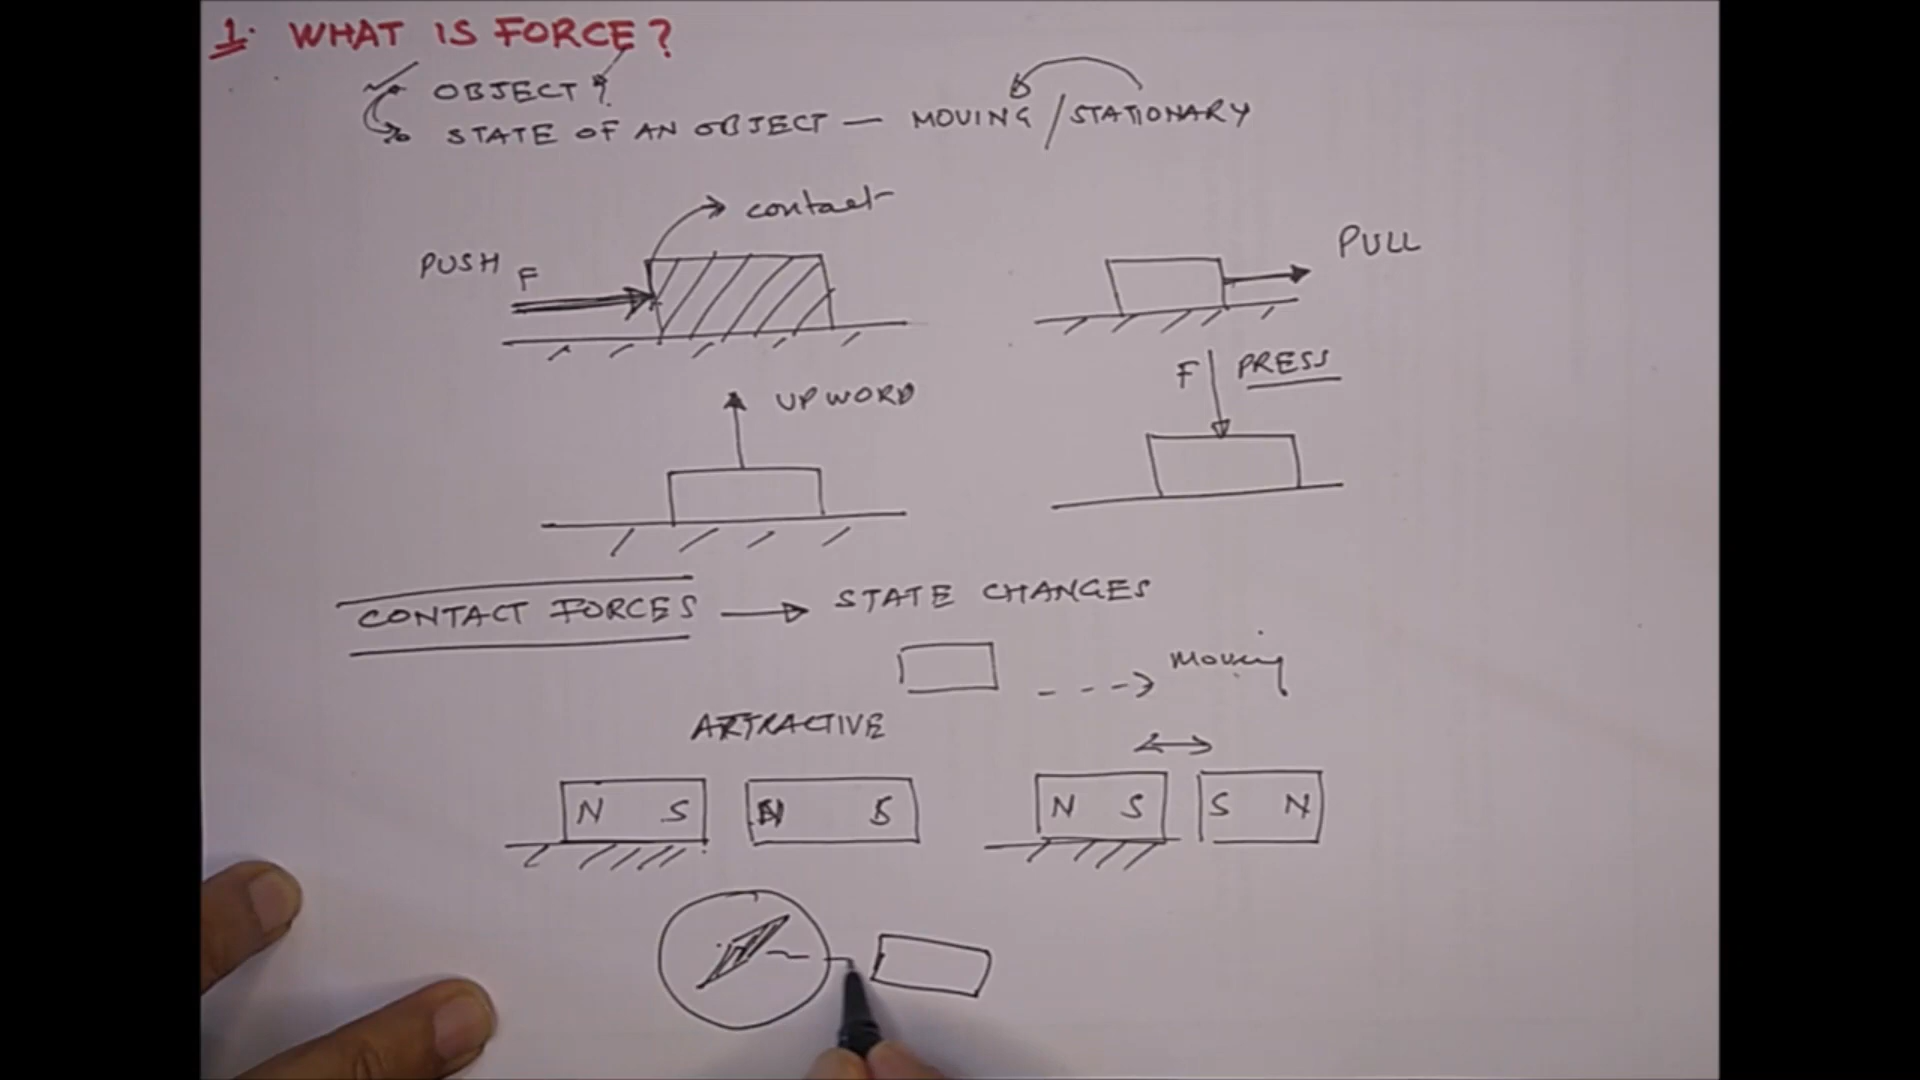 1. WHAT IS FORCE?
OBJECT?
STATE OF AN OBJECT — MOVING / STATIONARY
contact
PUSH F
PULL
UPWORD
F PRESS
CONTACT FORCES → STATE CHANGES
Moving
ATTRACTIVE
N S N S
N S S N